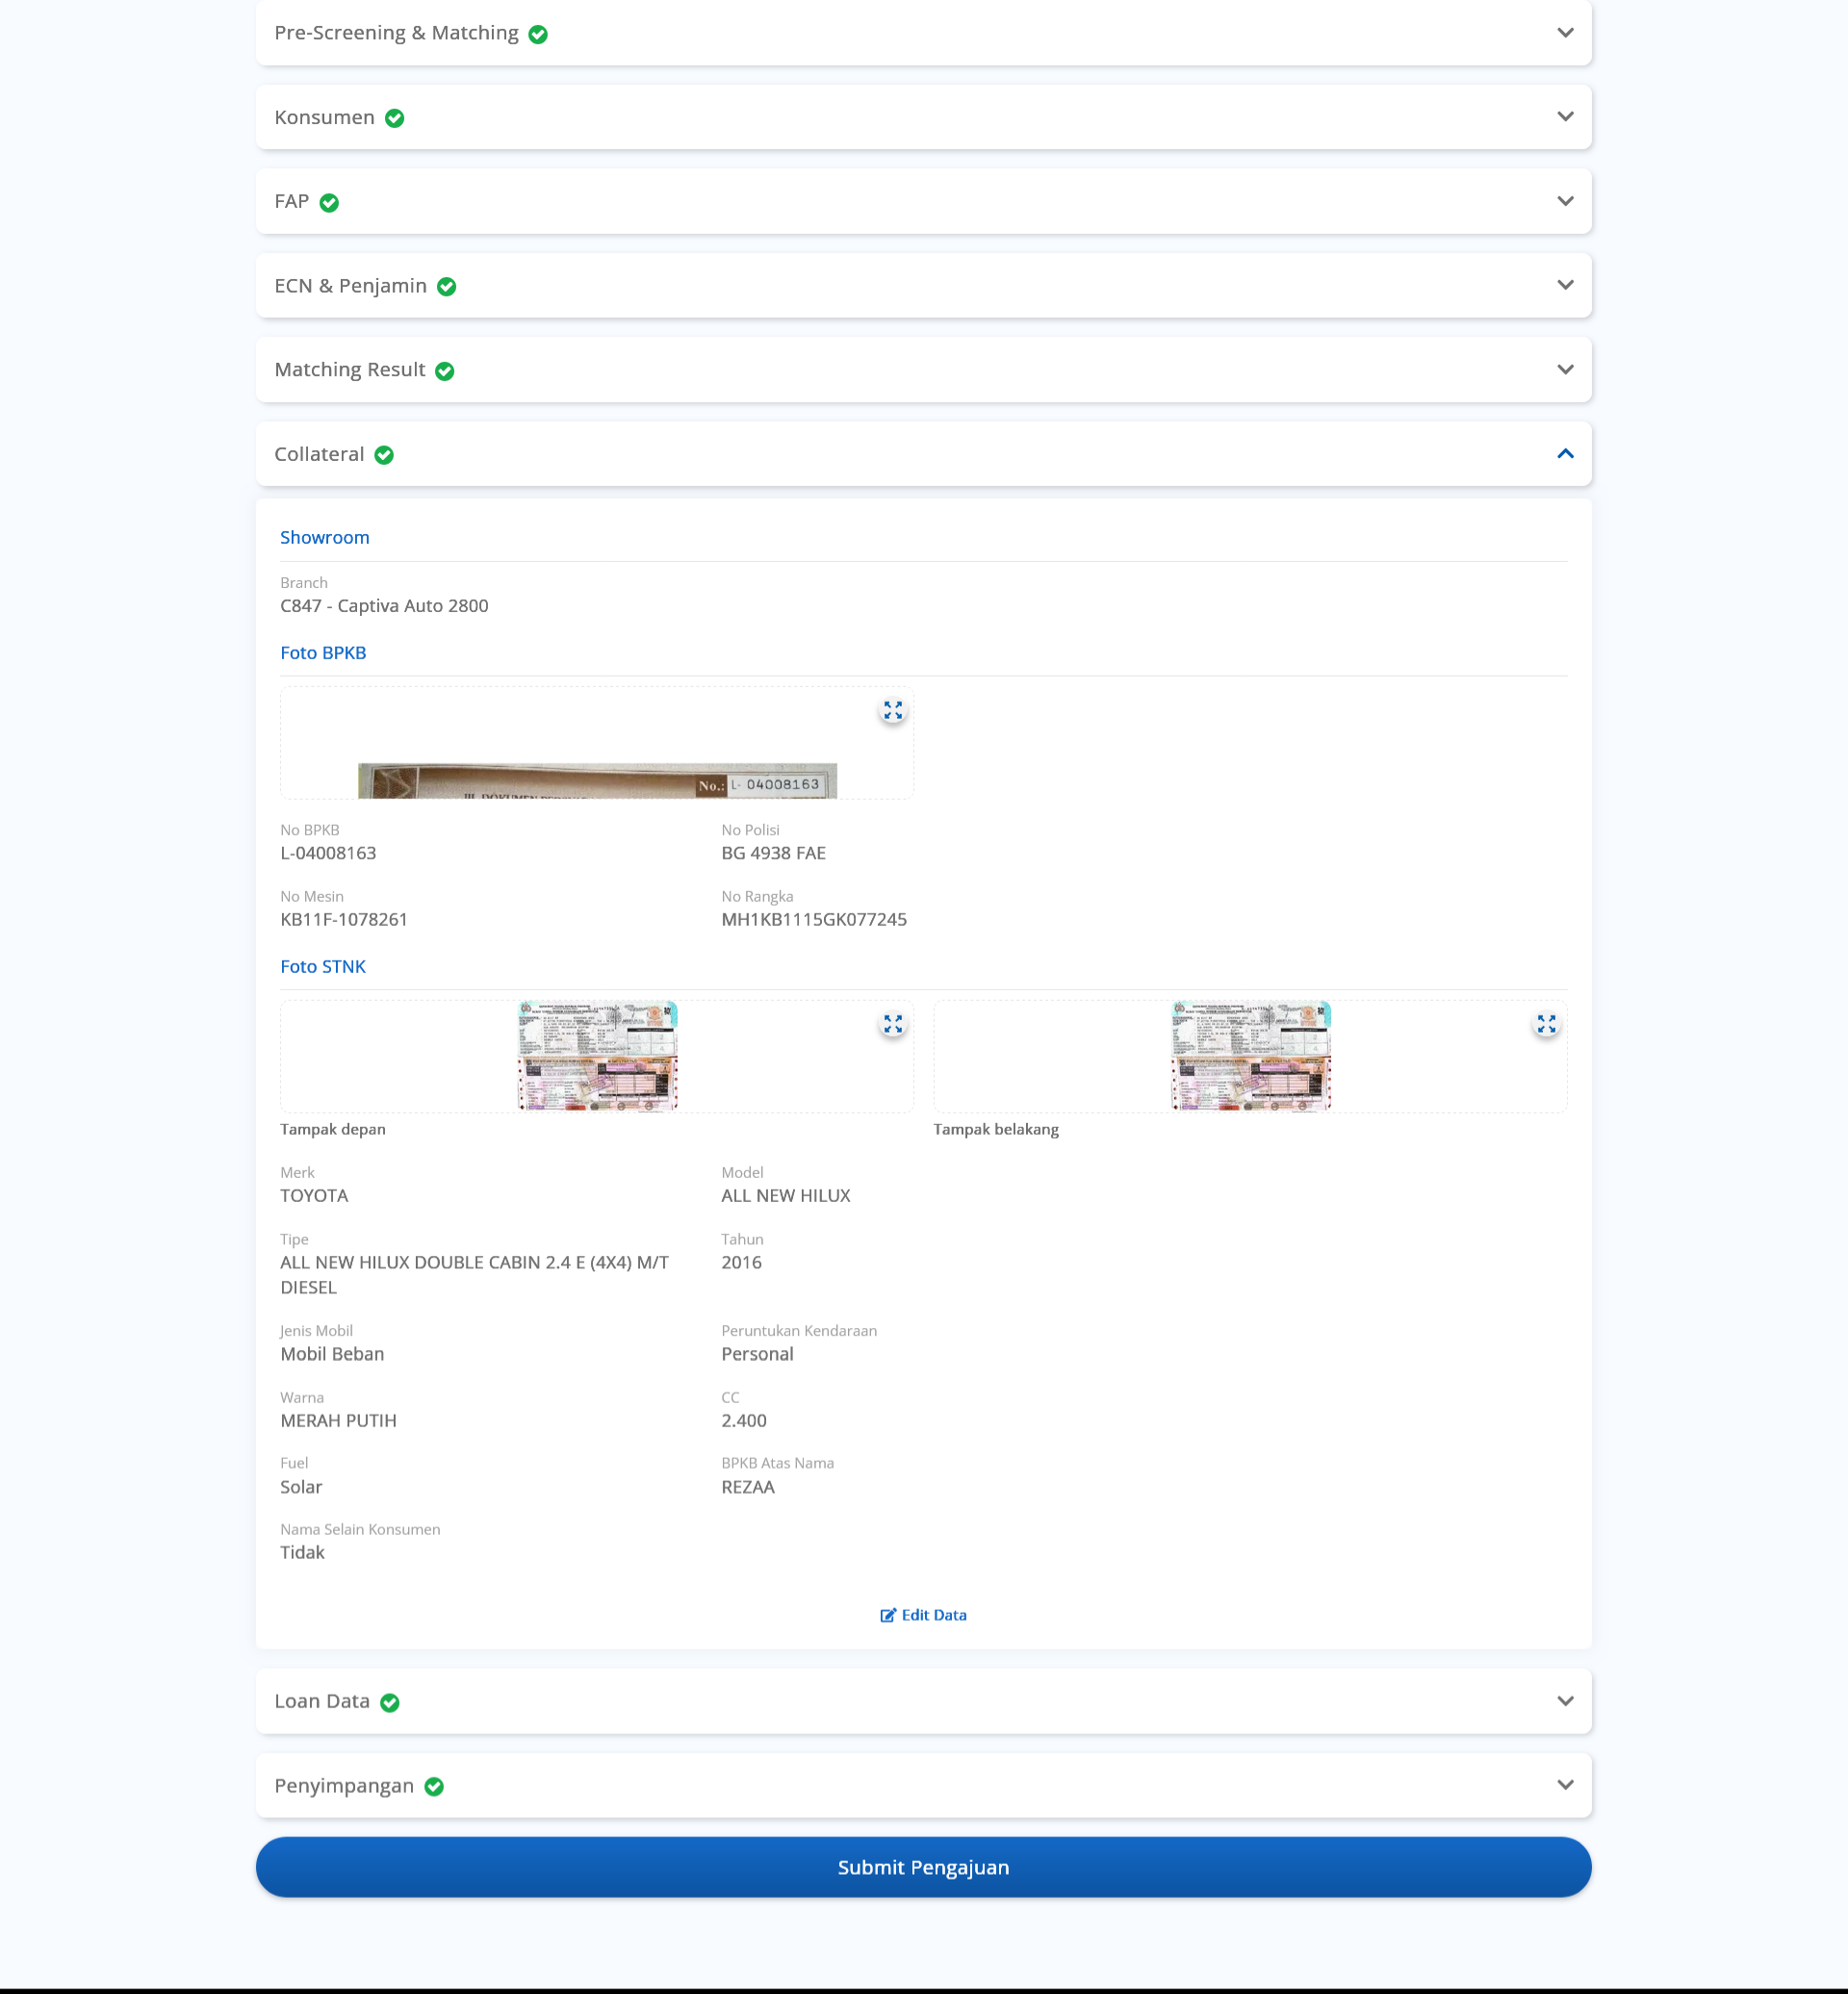 Pre-Screening & Matching
Konsumen
FAP
ECN & Penjamin
Matching Result
Collateral
Showroom
Branch
C847 - Captiva Auto 2800
Foto BPKB
No.: L- 04008163
III. DOKUMEN
No BPKB
No Polisi
L-04008163
BG 4938 FAE
No Mesin
No Rangka
KB11F-1078261
MH1KB1115GK077245
Foto STNK
Tampak depan
Tampak belakang
Merk
Model
TOYOTA
ALL NEW HILUX
Tipe
Tahun
ALL NEW HILUX DOUBLE CABIN 2.4 E (4X4) M/T
2016
DIESEL
Jenis Mobil
Peruntukan Kendaraan
Mobil Beban
Personal
Warna
CC
MERAH PUTIH
2.400
Fuel
BPKB Atas Nama
Solar
REZAA
Nama Selain Konsumen
Tidak
Edit Data
Loan Data
Penyimpangan
Submit Pengajuan